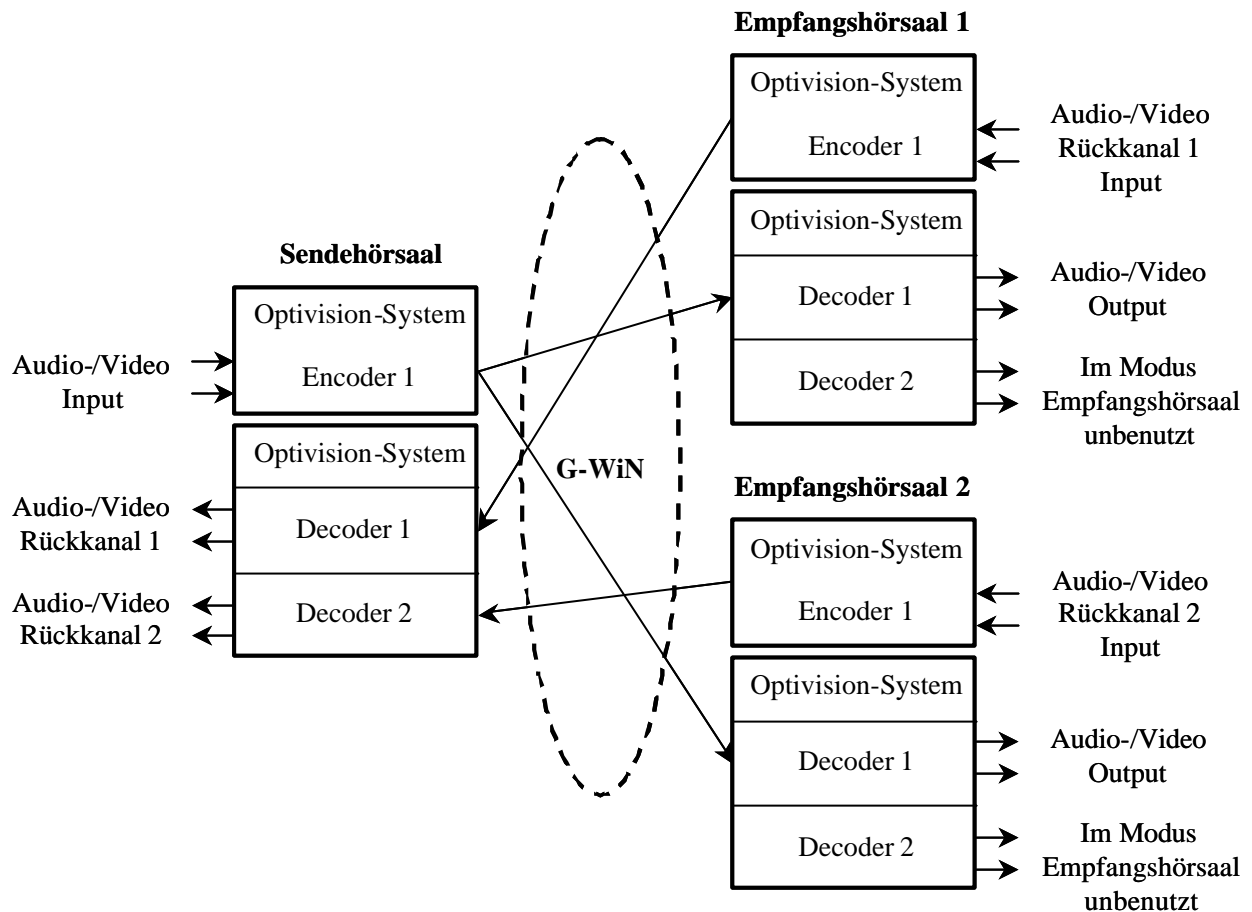 Sendehörsaal
Audio-/Video
Input
Optivision-System
Encoder 1
Optivision-System
Decoder 1
Decoder 2
Audio-/Video
Rückkanal 1
Audio-/Video
Rückkanal 2
G-WiN
Empfangshörsaal 1
Optivision-System
Encoder 1
Audio-/Video
Rückkanal 1
Input
Optivision-System
Decoder 1
Audio-/Video
Output
Decoder 2
Im Modus
Empfangshörsaal
unbenutzt
Empfangshörsaal 2
Optivision-System
Encoder 1
Audio-/Video
Rückkanal 2
Input
Optivision-System
Decoder 1
Audio-/Video
Output
Decoder 2
Im Modus
Empfangshörsaal
unbenutzt